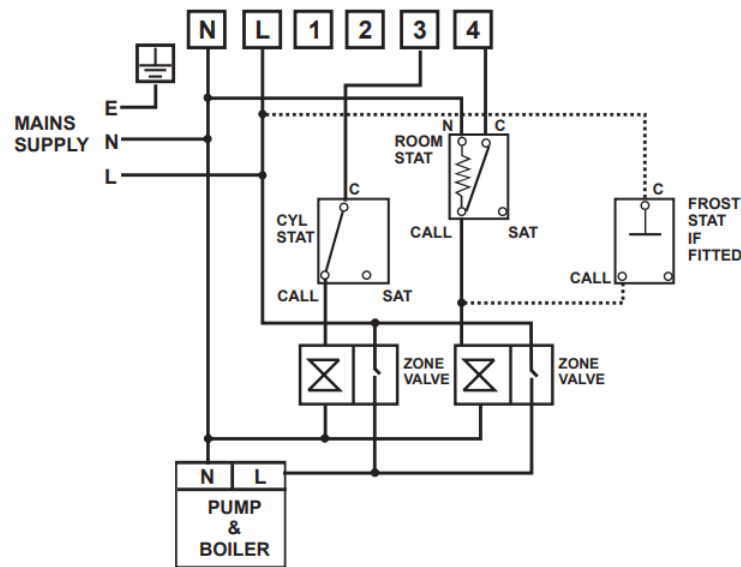 N L 1 2 3 4
E
MAINS
SUPPLY
N
L
N C
ROOM
STAT
CALL SAT
C
CYL
STAT
CALL SAT
C
FROST
STAT
IF
FITTED
CALL
ZONE
VALVE
ZONE
VALVE
N L
PUMP
&
BOILER